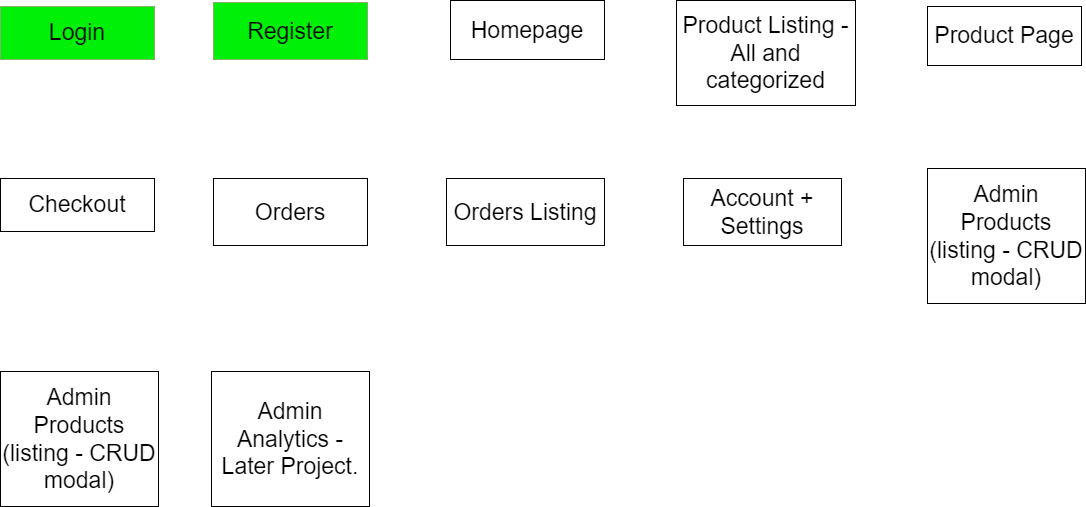 Login
Register
Homepage
Product Listing -
All and
categorized
Product Page
Checkout
Orders
Orders Listing
Account +
Settings
Admin
Products
(listing - CRUD
modal)
Admin
Products
(listing - CRUD
modal)
Admin
Analytics -
Later Project.